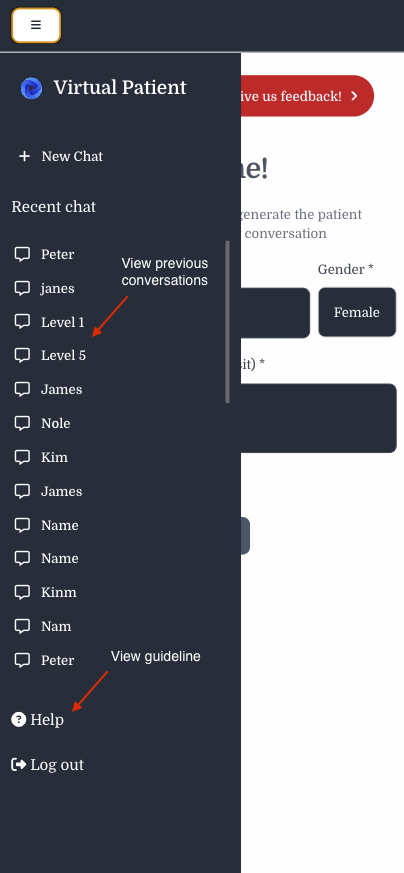 Virtual Patient
ive us feedback!
New Chat
ne!
Recent chat
generate the patient
conversation
Peter
View previous
conversations
Gender *
janes
Level 1
Female
Level 5
sit) *
James
Nole
Kim
James
Name
Name
Kinm
Nam
Peter
View guideline
Help
Log out